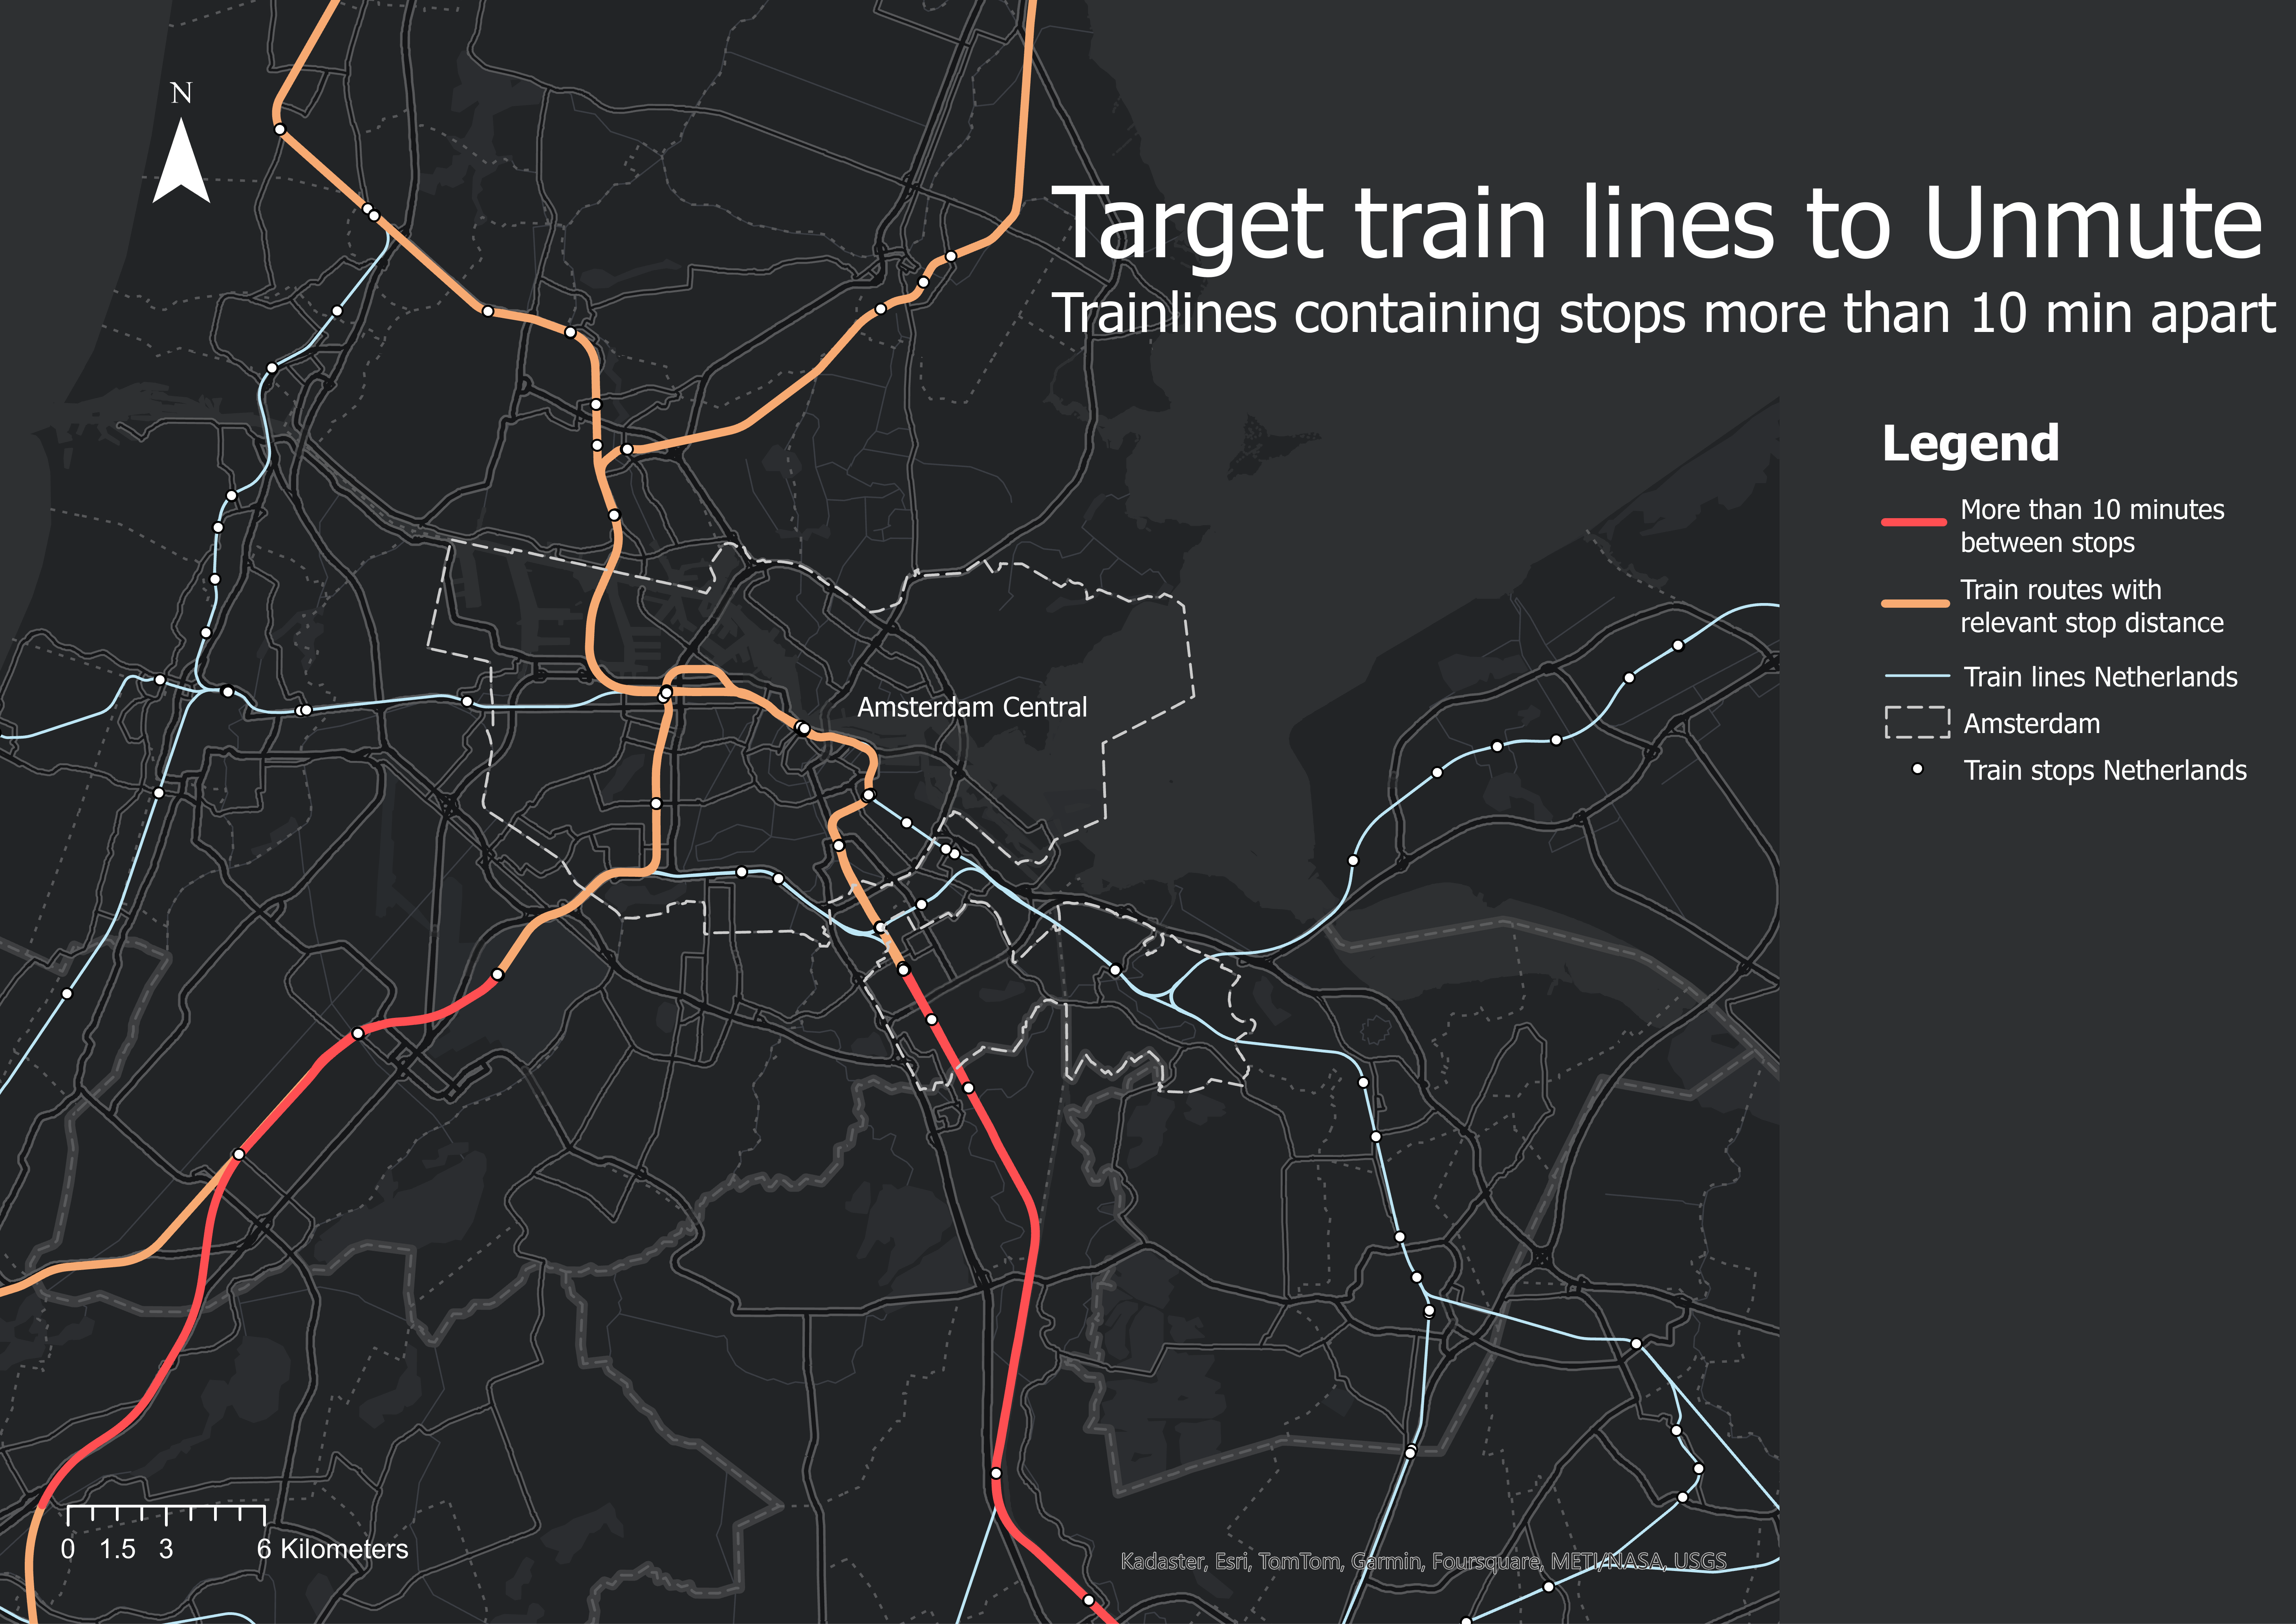 N
Target train lines to Unmute
Trainlines containing stops more than 10 min apart
Legend
More than 10 minutes
between stops
Train routes with
relevant stop distance
Train lines Netherlands
Amsterdam
Train stops Netherlands
Amsterdam Central
0 1.5 3 6 Kilometers
Kadaster, Esri, TomTom, Garmin, Foursquare, METI/NASA, USGS